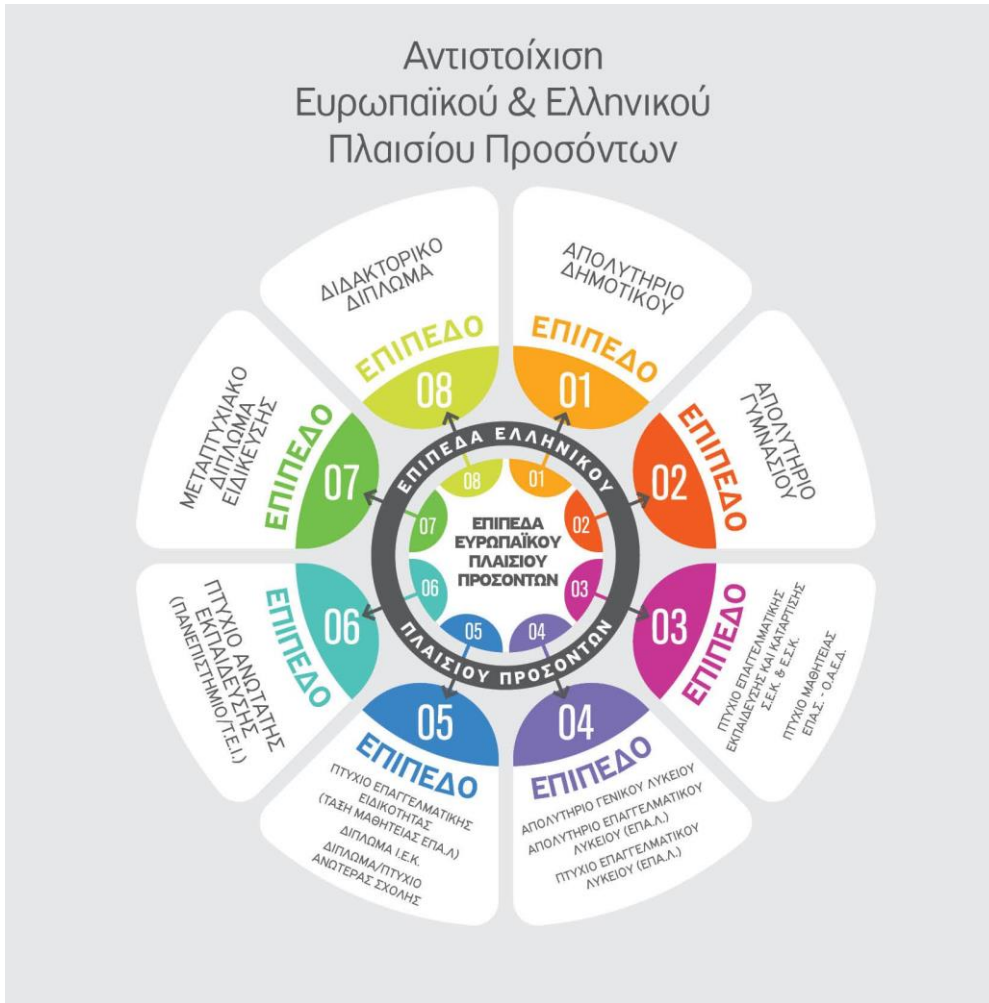 Αντιστοίχιση
Ευρωπαϊκού & Ελληνικού
Πλαισίου Προσόντων
ΑΠΟΛΥΤΗΡΙΟ
ΔΗΜΟΤΙΚΟΥ
ΕΠΙΠΕΔΟ
01
ΑΠΟΛΥΤΗΡΙΟ
ΓΥΜΝΑΣΙΟΥ
ΕΠΙΠΕΔΟ
02
ΕΠΙΠΕΔΟ
03
ΠΤΥΧΙΟ ΕΠΑΓΓΕΛΜΑΤΙΚΗΣ
ΕΚΠΑΙΔΕΥΣΗΣ ΚΑΙ ΚΑΤΑΡΤΙΣΗΣ
Σ.Ε.Κ. & Ε.Σ.Κ.
ΠΤΥΧΙΟ ΜΑΘΗΤΕΙΑΣ
ΕΠΑ.Σ. - Ο.Α.Ε.Δ.
04
ΕΠΙΠΕΔΟ
ΑΠΟΛΥΤΗΡΙΟ ΓΕΝΙΚΟΥ ΛΥΚΕΙΟΥ
ΑΠΟΛΥΤΗΡΙΟ ΕΠΑΓΓΕΛΜΑΤΙΚΟΥ
ΛΥΚΕΙΟΥ (ΕΠΑ.Λ.)
ΠΤΥΧΙΟ ΕΠΑΓΓΕΛΜΑΤΙΚΟΥ
ΛΥΚΕΙΟΥ (ΕΠΑ.Λ.)
05
ΕΠΙΠΕΔΟ
ΠΤΥΧΙΟ ΕΠΑΓΓΕΛΜΑΤΙΚΗΣ
ΕΙΔΙΚΟΤΗΤΑΣ
(ΤΑΞΗ ΜΑΘΗΤΕΙΑΣ ΕΠΑ.Λ)
ΔΙΠΛΩΜΑ Ι.Ε.Κ.
ΔΙΠΛΩΜΑ/ΠΤΥΧΙΟ
ΑΝΩΤΕΡΑΣ ΣΧΟΛΗΣ
06
ΕΠΙΠΕΔΟ
ΠΤΥΧΙΟ ΑΝΩΤΑΤΗΣ
ΕΚΠΑΙΔΕΥΣΗΣ
(ΠΑΝΕΠΙΣΤΗΜΙΟ/Τ.Ε.Ι.)
ΜΕΤΑΠΤΥΧΙΑΚΟ
ΔΙΠΛΩΜΑ
ΕΙΔΙΚΕΥΣΗΣ
ΕΠΙΠΕΔΟ
07
ΔΙΔΑΚΤΟΡΙΚΟ
ΔΙΠΛΩΜΑ
ΕΠΙΠΕΔΟ
08
ΕΠΙΠΕΔΑ ΕΛΛΗΝΙΚΟΥ
ΠΛΑΙΣΙΟΥ ΠΡΟΣΟΝΤΩΝ
01
02
03
04
05
06
07
08
ΕΠΙΠΕΔΑ
ΕΥΡΩΠΑΪΚΟΥ
ΠΛΑΙΣΙΟΥ
ΠΡΟΣΟΝΤΩΝ